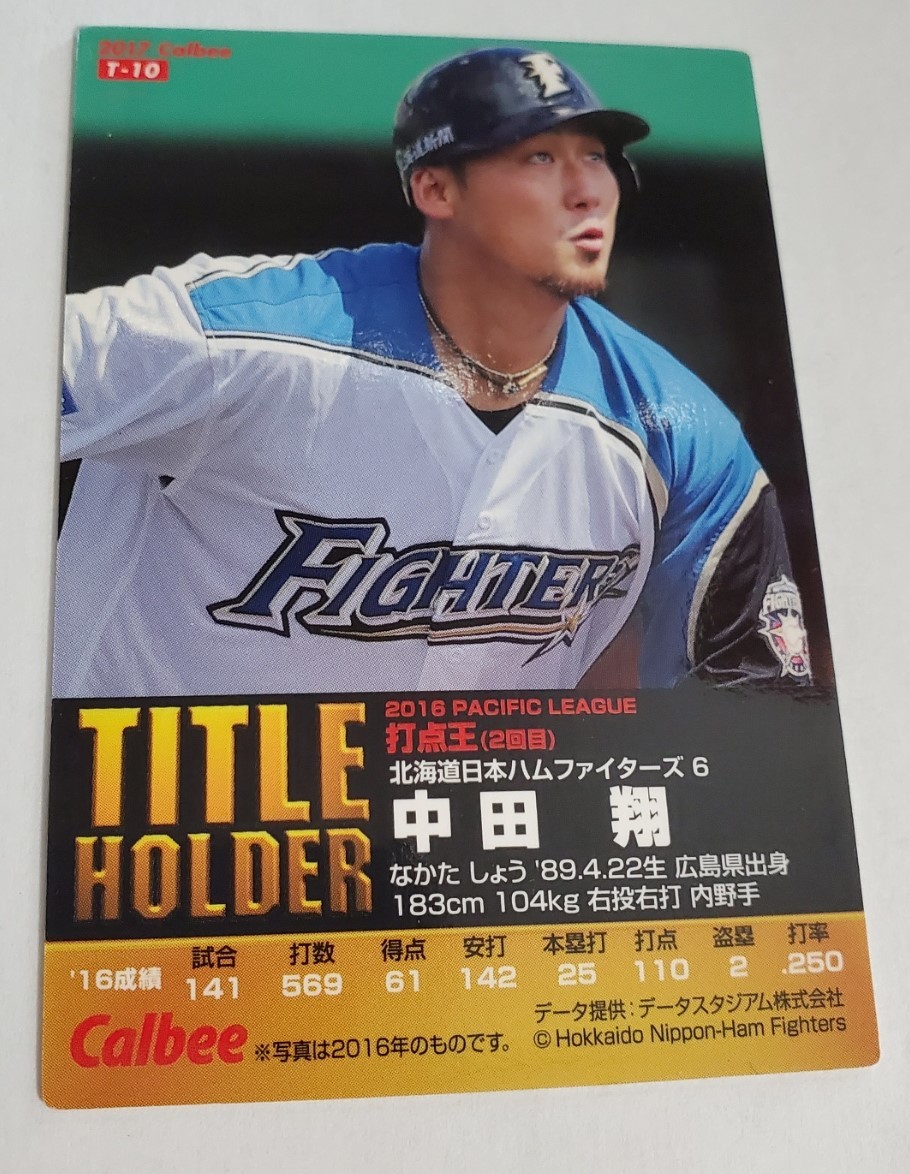 2017 Calbee
T-10
F
海道新聞
FIGHTERS
FIGHTERS
TITLE
HOLDER
2016 PACIFIC LEAGUE
打点王(2回目)
北海道日本ハムファイターズ 6
中田 翔
なかた しょう '89.4.22生 広島県出身
183cm 104kg 右投右打 内野手
試合 打数 得点 安打 本塁打 打点 盗塁 打率
'16成績 141 569 61 142 25 110 2 .250
データ提供:データスタジアム株式会社
Calbee ※写真は2016年のものです。 © Hokkaido Nippon-Ham Fighters